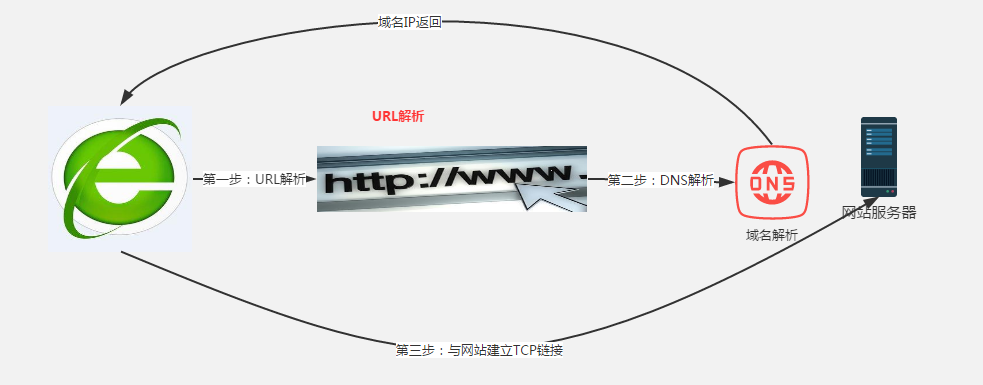 域名IP返回
URL解析
第一步：URL解析
http://www.
第二步：DNS解析
DNS
网站服务器
域名解析
第三步：与网站建立TCP链接